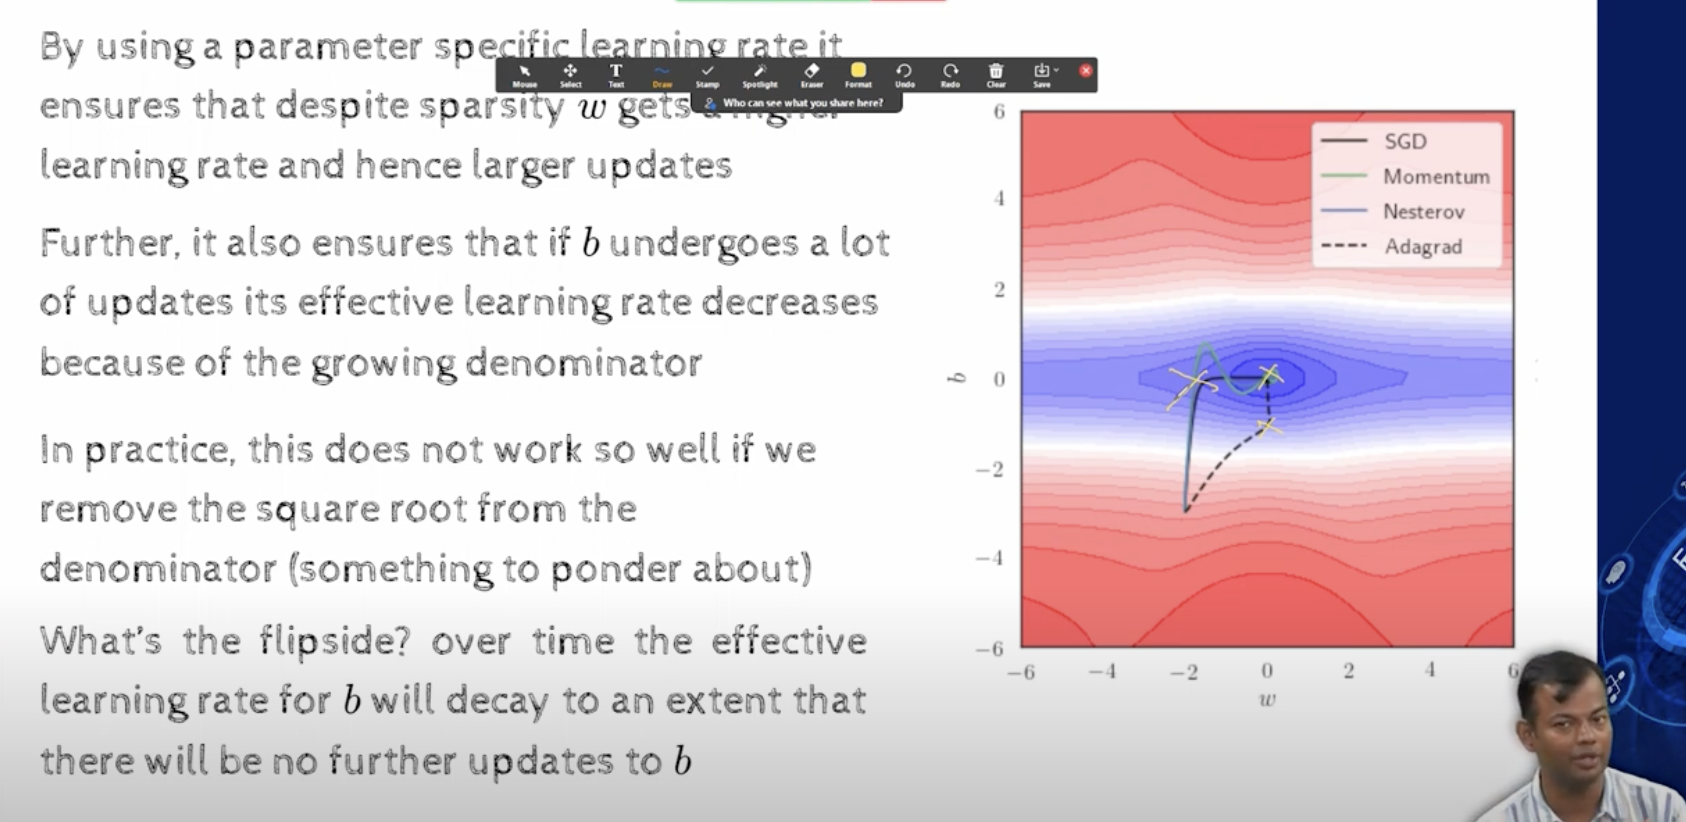 By using a parameter specific learning rate it
Mouse Select Text Draw Stamp Spotlight Eraser Format Undo Redo Clear Save
Who can see what you share here?
ensures that despite sparsity w gets a higher
learning rate and hence larger updates
Further, it also ensures that if b undergoes a lot
of updates its effective learning rate decreases
because of the growing denominator
In practice, this does not work so well if we
remove the square root from the
denominator (something to ponder about)
What's the flipside? over time the effective
learning rate for b will decay to an extent that
there will be no further updates to b
SGD
Momentum
Nesterov
Adagrad
6
4
2
0
−2
−4
−6
b
−6 −4 −2 0 2 4 6
w